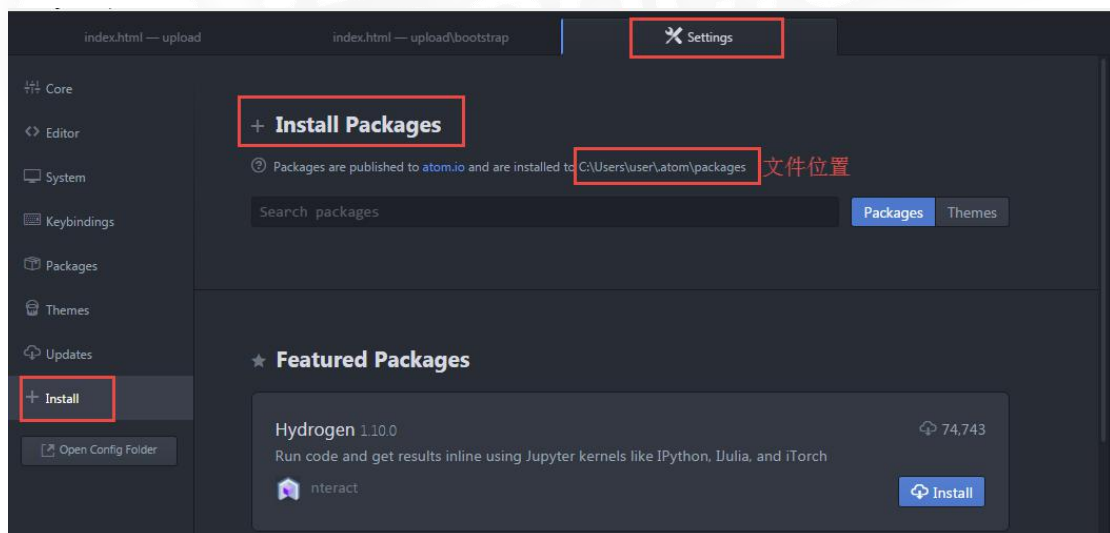 index.html — upload
index.html — upload\bootstrap
Settings
Core
Editor
System
Keybindings
Packages
Themes
Updates
Install
Open Config Folder
Install Packages
Packages are published to atom.io and are installed to C:\Users\user\.atom\packages
文件位置
Search packages
Packages
Themes
Featured Packages
Hydrogen 1.10.0
74,743
Run code and get results inline using Jupyter kernels like IPython, IJulia, and iTorch
nteract
Install